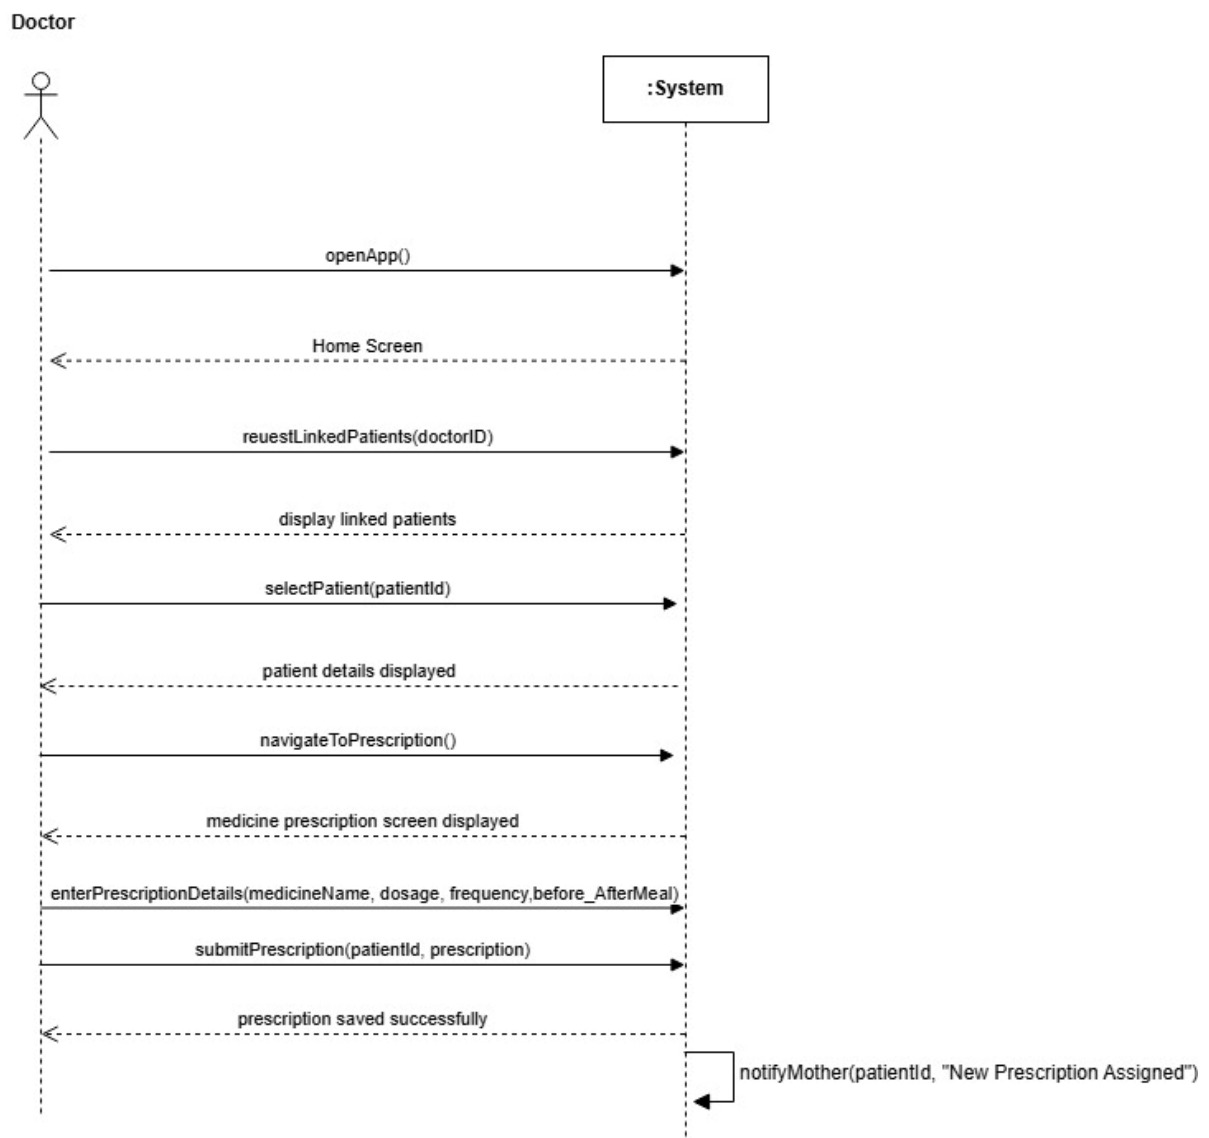 Doctor
:System
openApp()
Home Screen
reuestLinkedPatients(doctorID)
display linked patients
selectPatient(patientId)
patient details displayed
navigateToPrescription()
medicine prescription screen displayed
enterPrescriptionDetails(medicineName, dosage, frequency,before_AfterMeal)
submitPrescription(patientId, prescription)
prescription saved successfully
notifyMother(patientId, "New Prescription Assigned")